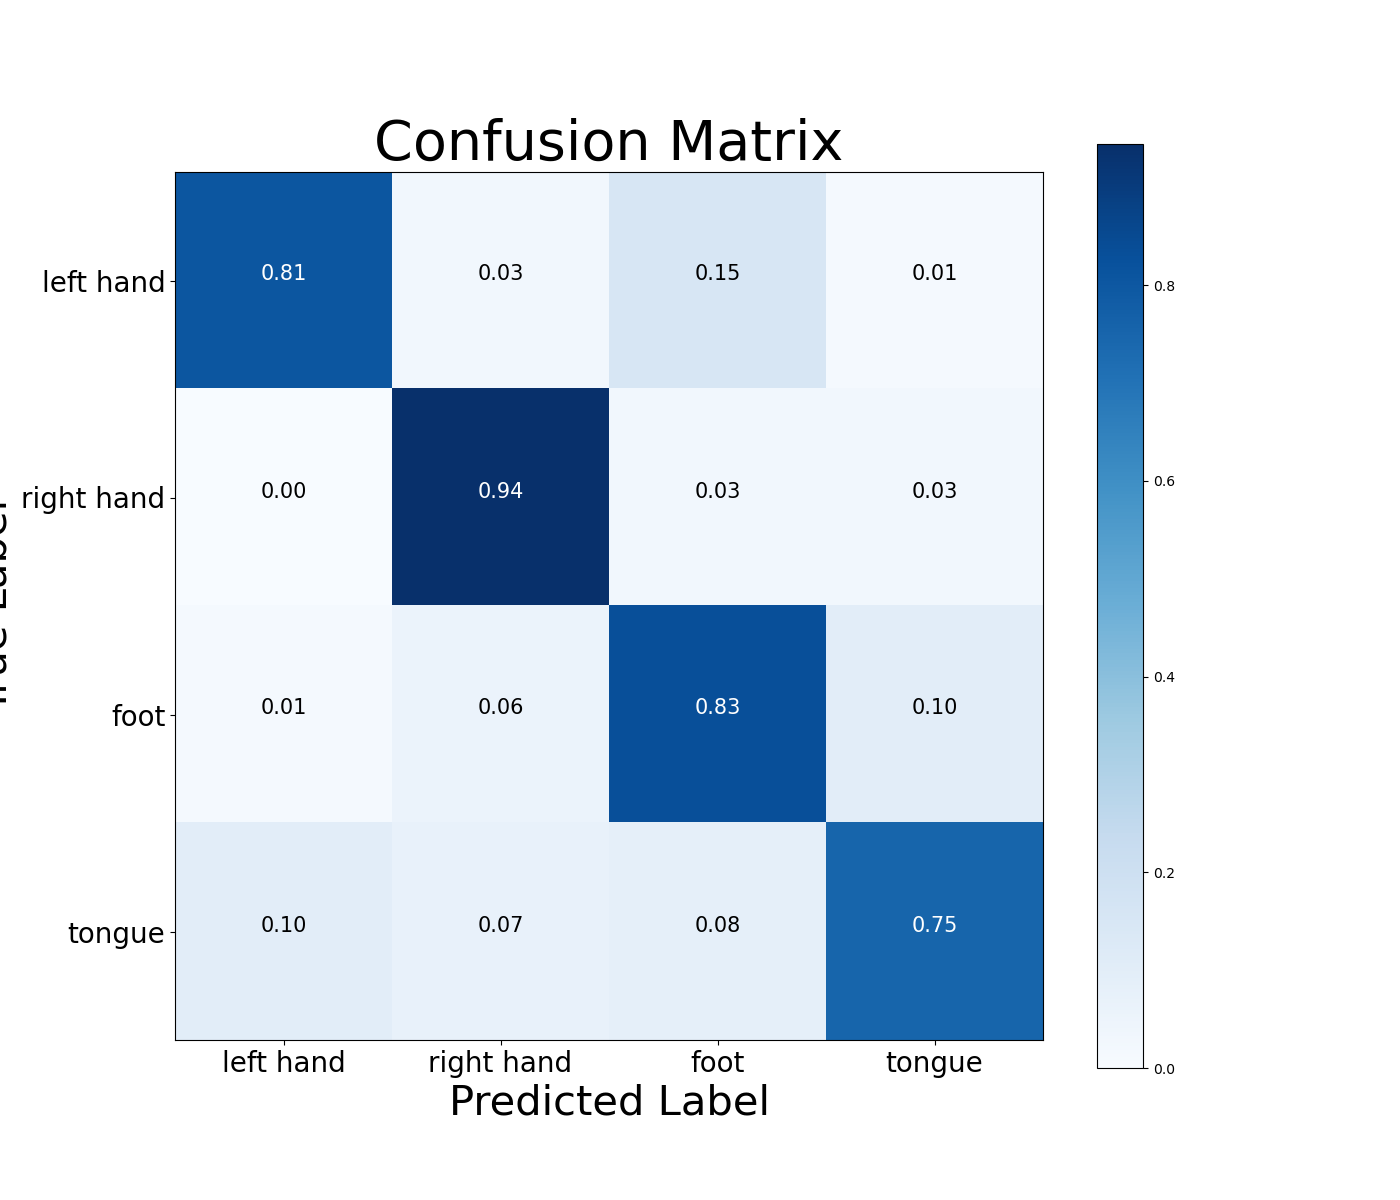 Confusion Matrix
left hand 0.81 0.03 0.15 0.01
right hand 0.00 0.94 0.03 0.03
foot 0.01 0.06 0.83 0.10
tongue 0.10 0.07 0.08 0.75
left hand right hand foot tongue
Predicted Label
0.8
0.6
0.4
0.2
0.0